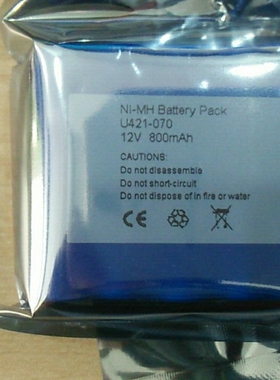 Ni-MH Battery Pack
U421-070
12V 800mAh
CAUTIONS:
Do not disassemble
Do not short-circuit
Do not dispose of in fire or water
CE